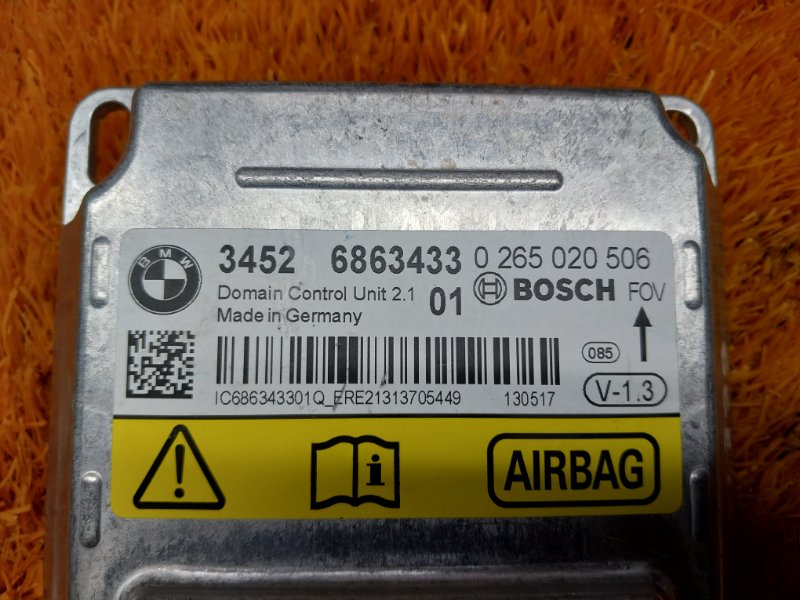 BMW
3452 6863433 0 265 020 506
Domain Control Unit 2.1 01 BOSCH FOV
Made in Germany
085
V-1.3
IC686343301Q_ERE21313705449 130517
AIRBAG